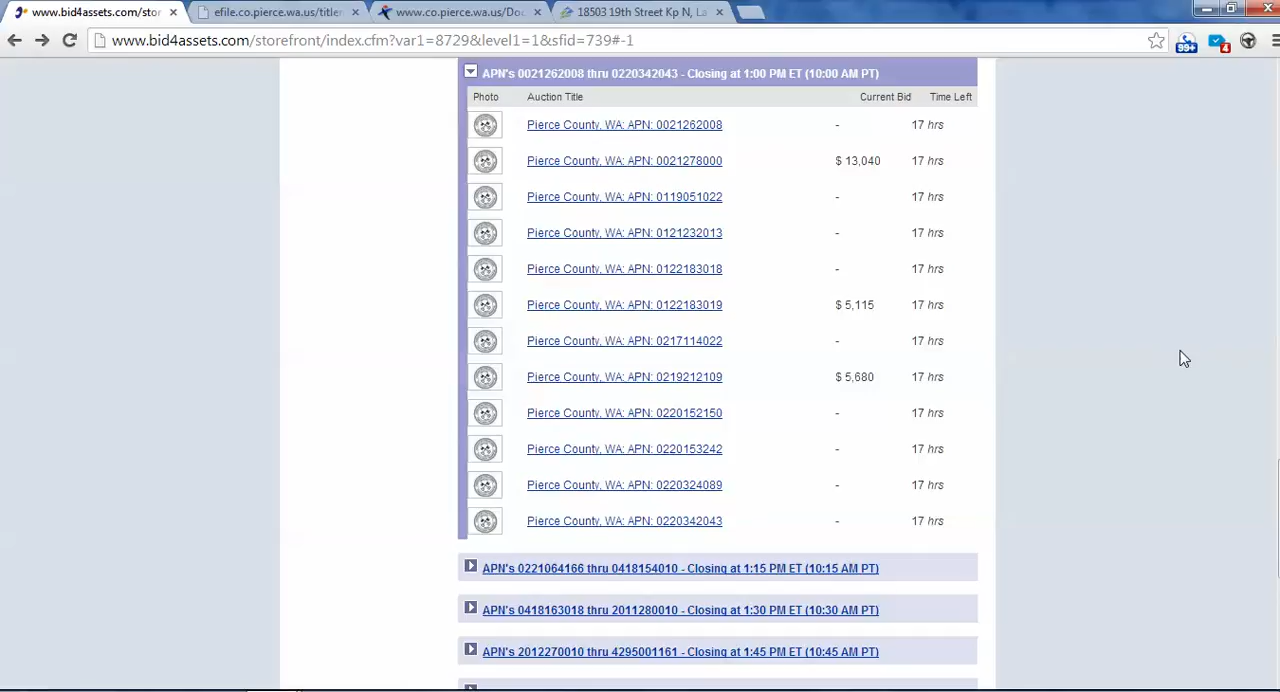 www.bid4assets.com/stor
efile.co.pierce.wa.us/titler
www.co.pierce.wa.us/Doc
18503 19th Street Kp N, La
www.bid4assets.com/storefront/index.cfm?var1=8729&level1=1&sfid=739#-1
99+
4
APN's 0021262008 thru 0220342043 - Closing at 1:00 PM ET (10:00 AM PT)
Photo Auction Title Current Bid Time Left
Pierce County, WA: APN: 0021262008 - 17 hrs
Pierce County, WA: APN: 0021278000 $ 13,040 17 hrs
Pierce County, WA: APN: 0119051022 - 17 hrs
Pierce County, WA: APN: 0121232013 - 17 hrs
Pierce County, WA: APN: 0122183018 - 17 hrs
Pierce County, WA: APN: 0122183019 $ 5,115 17 hrs
Pierce County, WA: APN: 0217114022 - 17 hrs
Pierce County, WA: APN: 0219212109 $ 5,680 17 hrs
Pierce County, WA: APN: 0220152150 - 17 hrs
Pierce County, WA: APN: 0220153242 - 17 hrs
Pierce County, WA: APN: 0220324089 - 17 hrs
Pierce County, WA: APN: 0220342043 - 17 hrs
APN's 0221064166 thru 0418154010 - Closing at 1:15 PM ET (10:15 AM PT)
APN's 0418163018 thru 2011280010 - Closing at 1:30 PM ET (10:30 AM PT)
APN's 2012270010 thru 4295001161 - Closing at 1:45 PM ET (10:45 AM PT)